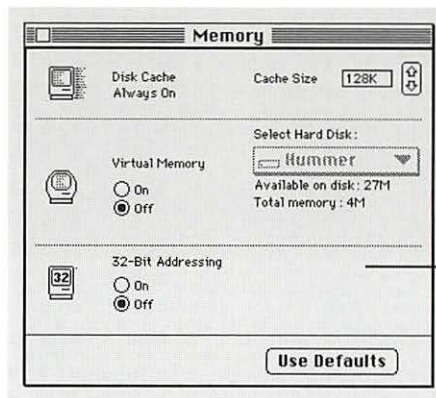 Memory
Disk Cache
Always On
Cache Size 128K
Select Hard Disk :
Hummer
Virtual Memory
On
Off
Available on disk : 27M
Total memory : 4M
32-Bit Addressing
32
On
Off
Use Defaults